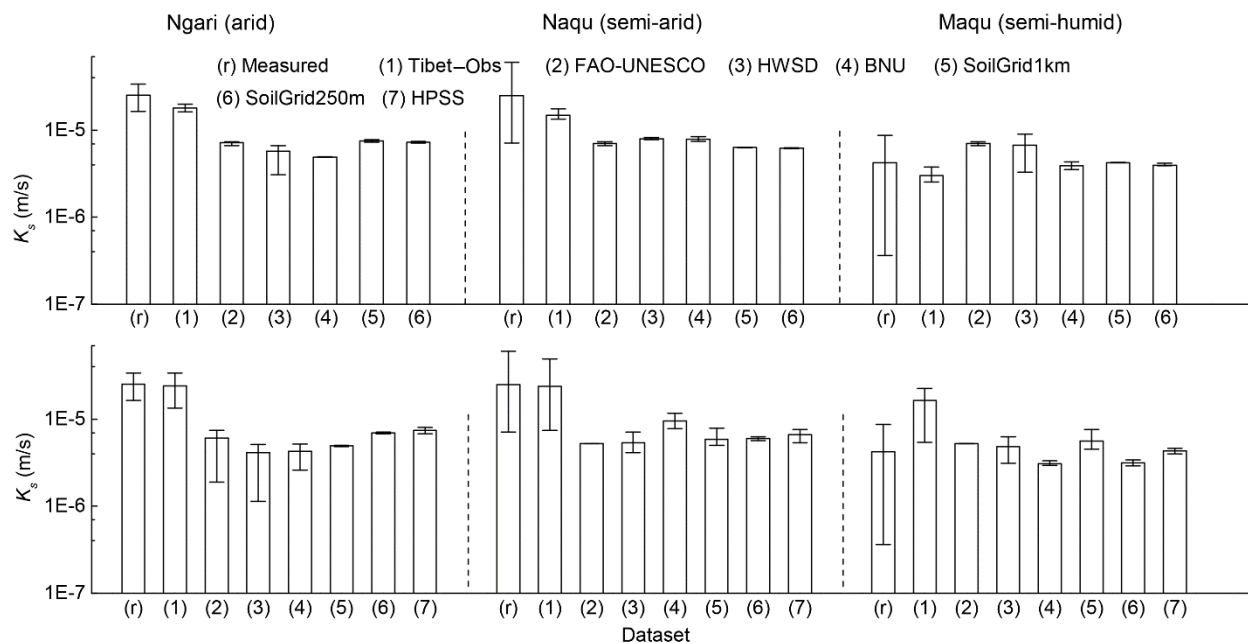 Ngari (arid) Naqu (semi-arid) Maqu (semi-humid)
(r) Measured (1) Tibet–Obs (2) FAO-UNESCO (3) HWSD (4) BNU (5) SoilGrid1km
(6) SoilGrid250m (7) HPSS
1E-5
1E-6
1E-7
Ks (m/s)
(r) (1) (2) (3) (4) (5) (6) (r) (1) (2) (3) (4) (5) (6) (r) (1) (2) (3) (4) (5) (6)
1E-5
1E-6
1E-7
Ks (m/s)
(r) (1) (2) (3) (4) (5) (6) (7) (r) (1) (2) (3) (4) (5) (6) (7) (r) (1) (2) (3) (4) (5) (6) (7)
Dataset